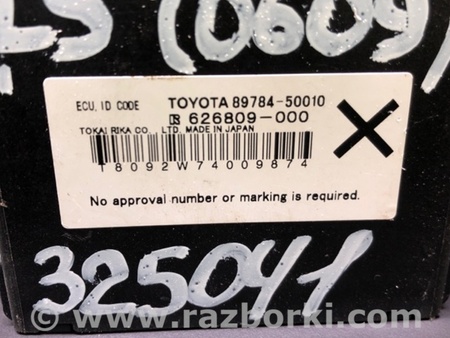 LS (0609)
ECU, ID CODE TOYOTA 89784-50010
626809-000
TOKAI RIKA CO., LTD. MADE IN JAPAN
T8092W74009874
No approval number or marking is required.
325041
www.razborki.com